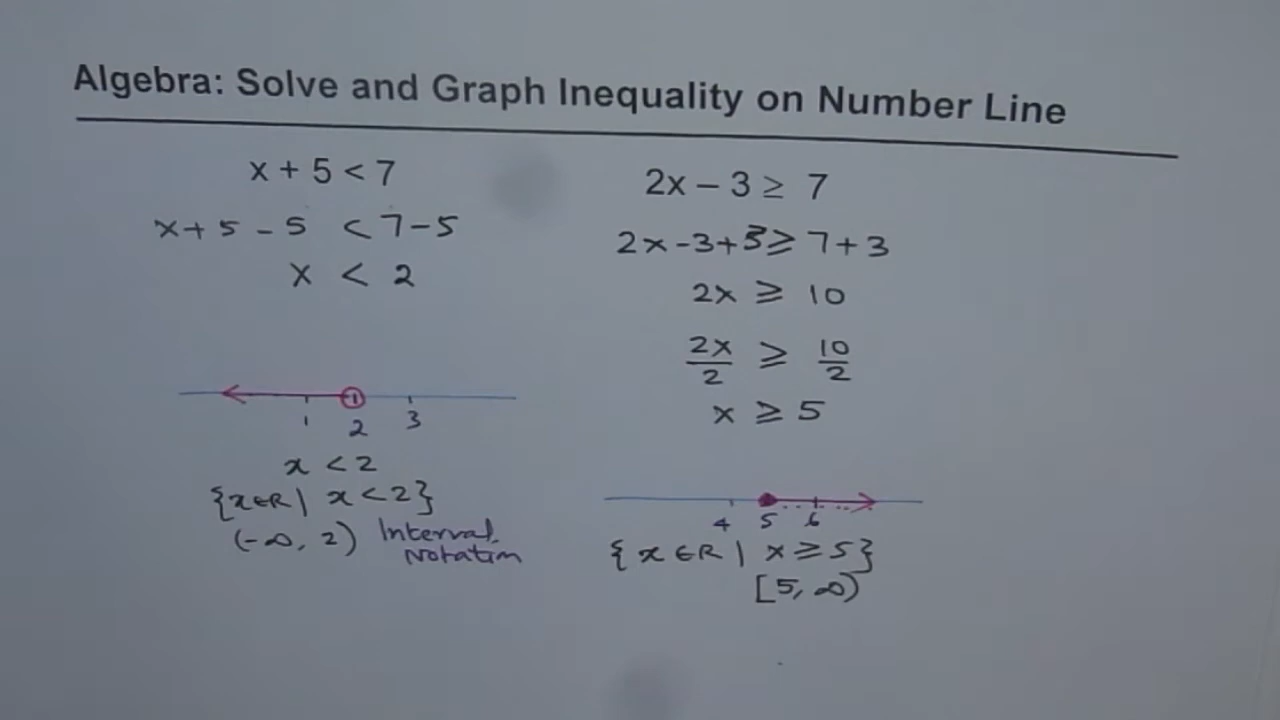 Algebra: Solve and Graph Inequality on Number Line
x + 5 < 7
x + 5 - 5 < 7 - 5
x < 2
1 2 3
x < 2
{x∈R | x < 2}
(-∞, 2) Interval
Notation
2x – 3 ≥ 7
2x - 3 + 3 ≥ 7 + 3
2x ≥ 10
2x/2 ≥ 10/2
x ≥ 5
4 5 6
{x ∈ R | x ≥ 5}
[5, ∞)